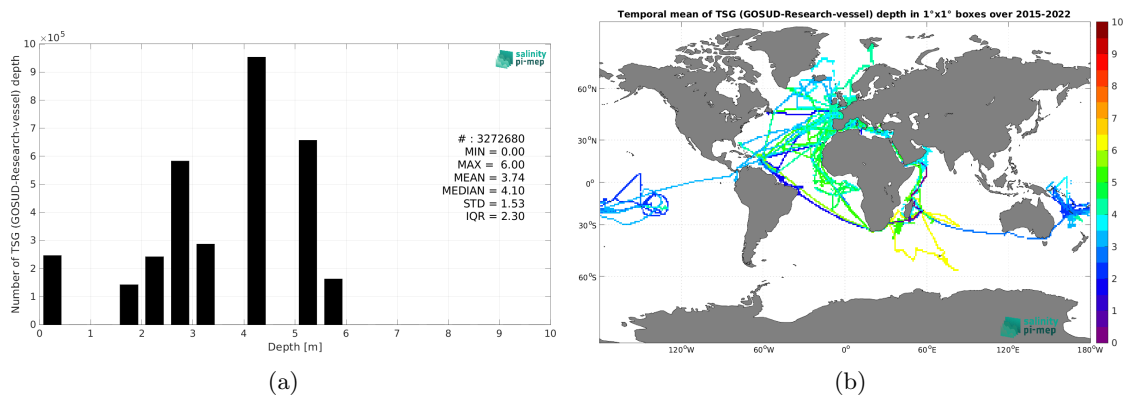 ×10⁵
10
9
8
7
6
5
4
3
2
1
0
Number of TSG (GOSUD-Research-vessel) depth
0 1 2 3 4 5 6 7 8 9 10
Depth [m]
salinity
pi-mep
# : 3272680
MIN = 0.00
MAX = 6.00
MEAN = 3.74
MEDIAN = 4.10
STD = 1.53
IQR = 2.30
(a)
Temporal mean of TSG (GOSUD-Research-vessel) depth in 1°x1° boxes over 2015-2022
60°N
30°N
0°
30°S
60°S
120°W 60°W 0° 60°E 120°E 180°W
salinity
pi-mep
10
9
8
7
6
5
4
3
2
1
0
(b)